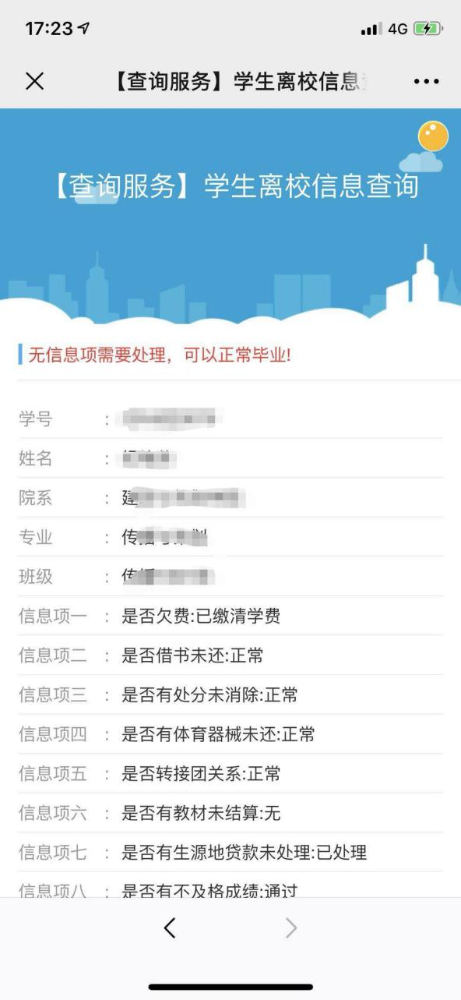 17:23
4G
【查询服务】学生离校信息
【查询服务】学生离校信息查询
无信息项需要处理，可以正常毕业!
学号 :
姓名 :
院系 : 建
专业 : 传播与策划
班级 : 传播
信息项一 : 是否欠费:已缴清学费
信息项二 : 是否借书未还:正常
信息项三 : 是否有处分未消除:正常
信息项四 : 是否有体育器械未还:正常
信息项五 : 是否转接团关系:正常
信息项六 : 是否有教材未结算:无
信息项七 : 是否有生源地贷款未处理:已处理
信息项八 : 是否有不及格成绩:通过